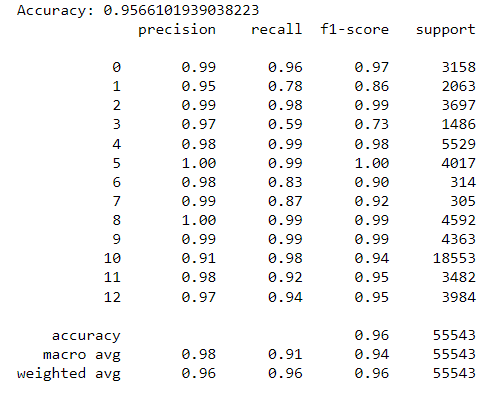 Accuracy: 0.9566101939038223
precision recall f1-score support
0 0.99 0.96 0.97 3158
1 0.95 0.78 0.86 2063
2 0.99 0.98 0.99 3697
3 0.97 0.59 0.73 1486
4 0.98 0.99 0.98 5529
5 1.00 0.99 1.00 4017
6 0.98 0.83 0.90 314
7 0.99 0.87 0.92 305
8 1.00 0.99 0.99 4592
9 0.99 0.99 0.99 4363
10 0.91 0.98 0.94 18553
11 0.98 0.92 0.95 3482
12 0.97 0.94 0.95 3984
accuracy 0.96 55543
macro avg 0.98 0.91 0.94 55543
weighted avg 0.96 0.96 0.96 55543